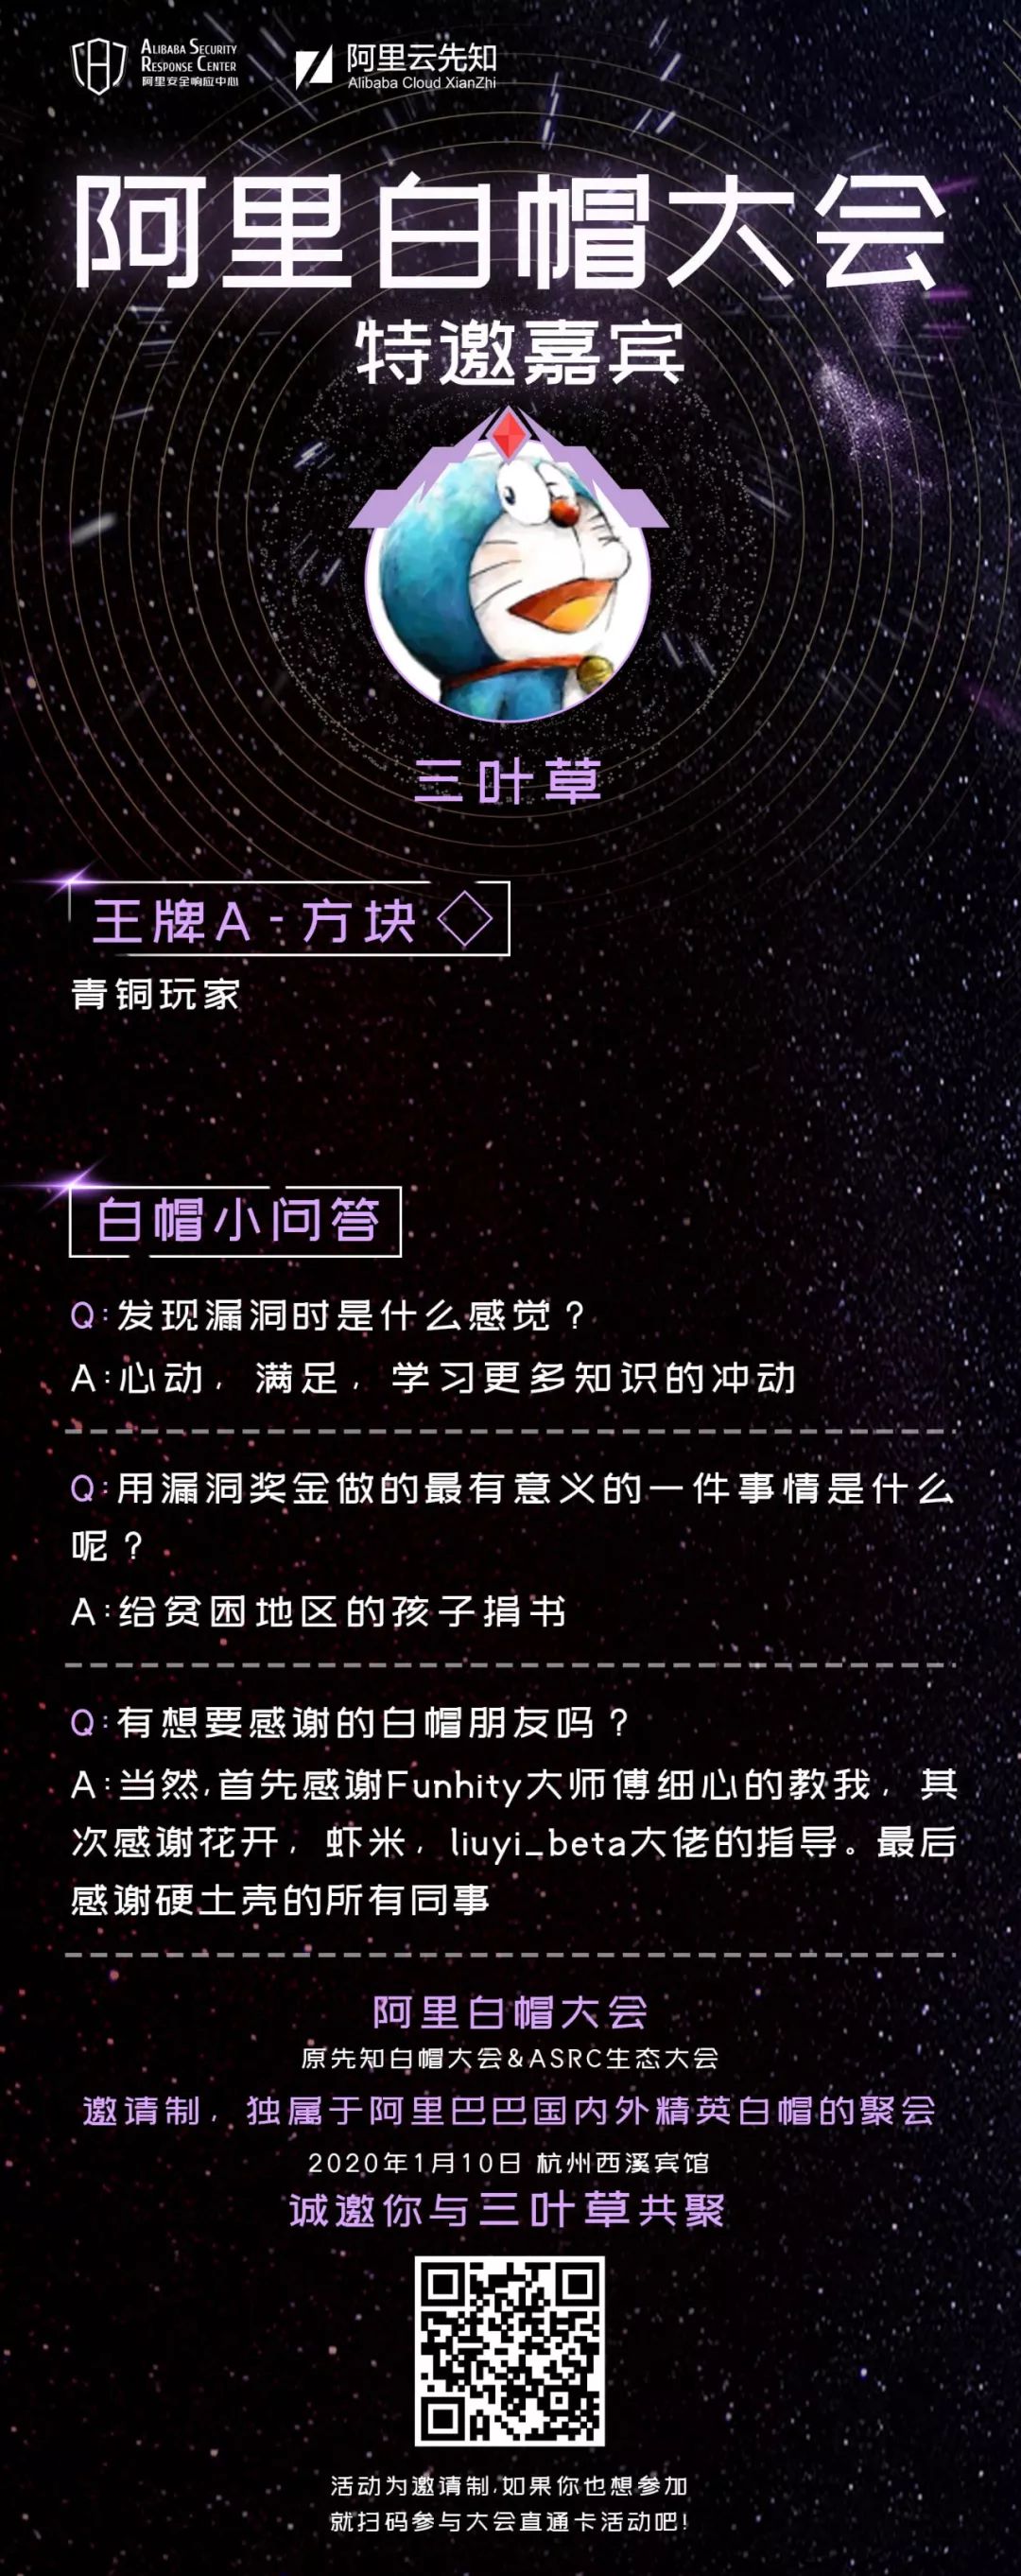 ALIBABA SECURITY
RESPONSE CENTER
阿里安全响应中心
阿里云先知
Alibaba Cloud XianZhi
阿里白帽大会
特邀嘉宾
三叶草
王牌A-方块
青铜玩家
白帽小问答
Q:发现漏洞时是什么感觉？
A:心动，满足，学习更多知识的冲动
Q:用漏洞奖金做的最有意义的一件事情是什么
呢？
A:给贫困地区的孩子捐书
Q:有想要感谢的白帽朋友吗？
A:当然,首先感谢Funhity大师傅细心的教我，其
次感谢花开，虾米，liuyi_beta大佬的指导。最后
感谢硬土壳的所有同事
阿里白帽大会
原先知白帽大会&ASRC生态大会
邀请制，独属于阿里巴巴国内外精英白帽的聚会
2020年1月10日 杭州西溪宾馆
诚邀你与三叶草共聚
活动为邀请制,如果你也想参加
就扫码参与大会直通卡活动吧!